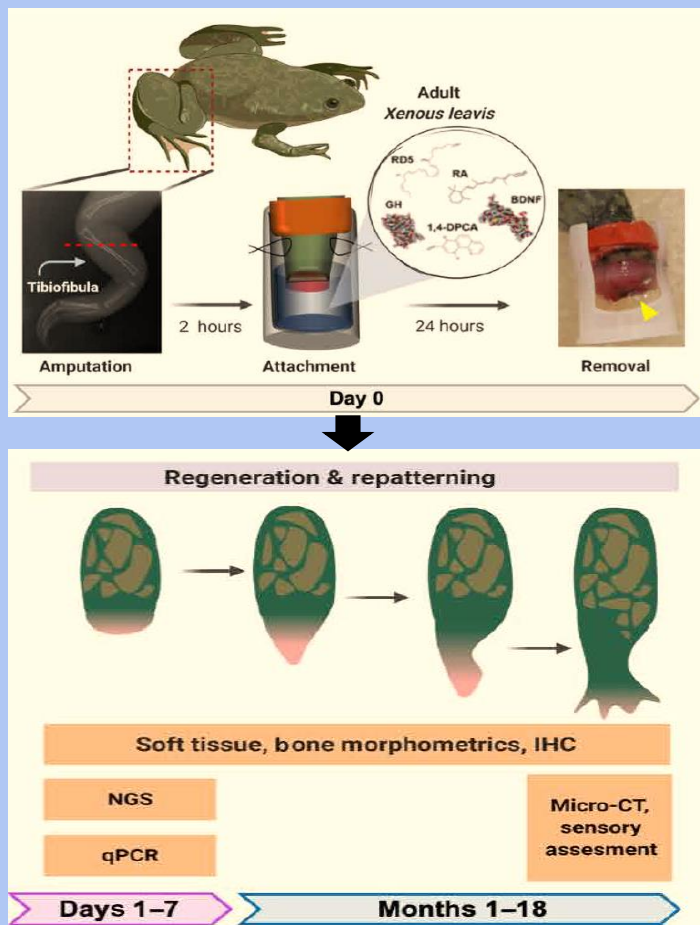 Adult
Xenous leavis
RD5
RA
GH
BDNF
1,4-DPCA
Tibiofibula
2 hours
24 hours
Amputation
Attachment
Removal
Day 0
Regeneration & repatterning
Soft tissue, bone morphometrics, IHC
NGS
qPCR
Micro-CT,
sensory
assesment
Days 1–7
Months 1–18